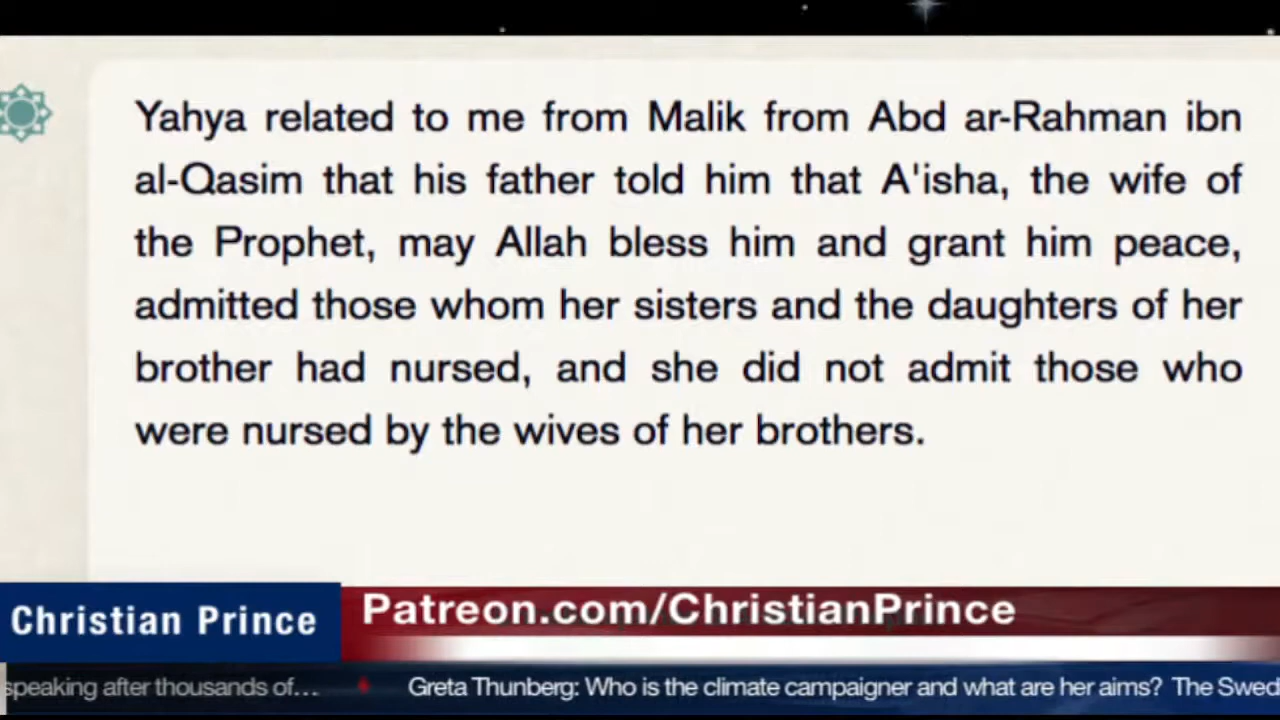 Yahya related to me from Malik from Abd ar-Rahman ibn
al-Qasim that his father told him that A'isha, the wife of
the Prophet, may Allah bless him and grant him peace,
admitted those whom her sisters and the daughters of her
brother had nursed, and she did not admit those who
were nursed by the wives of her brothers.
Christian Prince
Patreon.com/ChristianPrince
speaking after thousands of...
Greta Thunberg: Who is the climate campaigner and what are her aims? The Swed